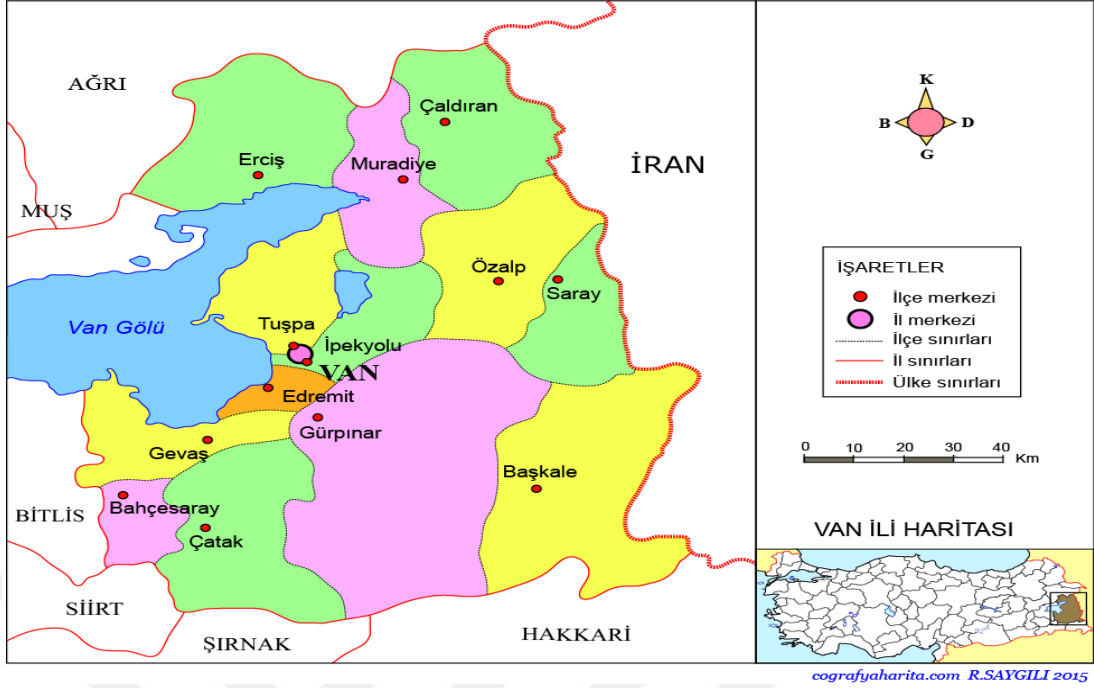 AĞRI
Çaldıran
Erciş
Muradiye
İRAN
MUŞ
Özalp
Saray
Van Gölü
Tuşpa
İpekyolu
VAN
Edremit
Gürpınar
Gevaş
Başkale
Bahçesaray
BİTLİS
Çatak
SİİRT
ŞIRNAK
HAKKARİ
K
B D
G
İŞARETLER
İlçe merkezi
İl merkezi
İlçe sınırları
İl sınırları
Ülke sınırları
0 10 20 30 40 Km
VAN İLİ HARİTASI
cografyaharita.com R.SAYGILI 2015